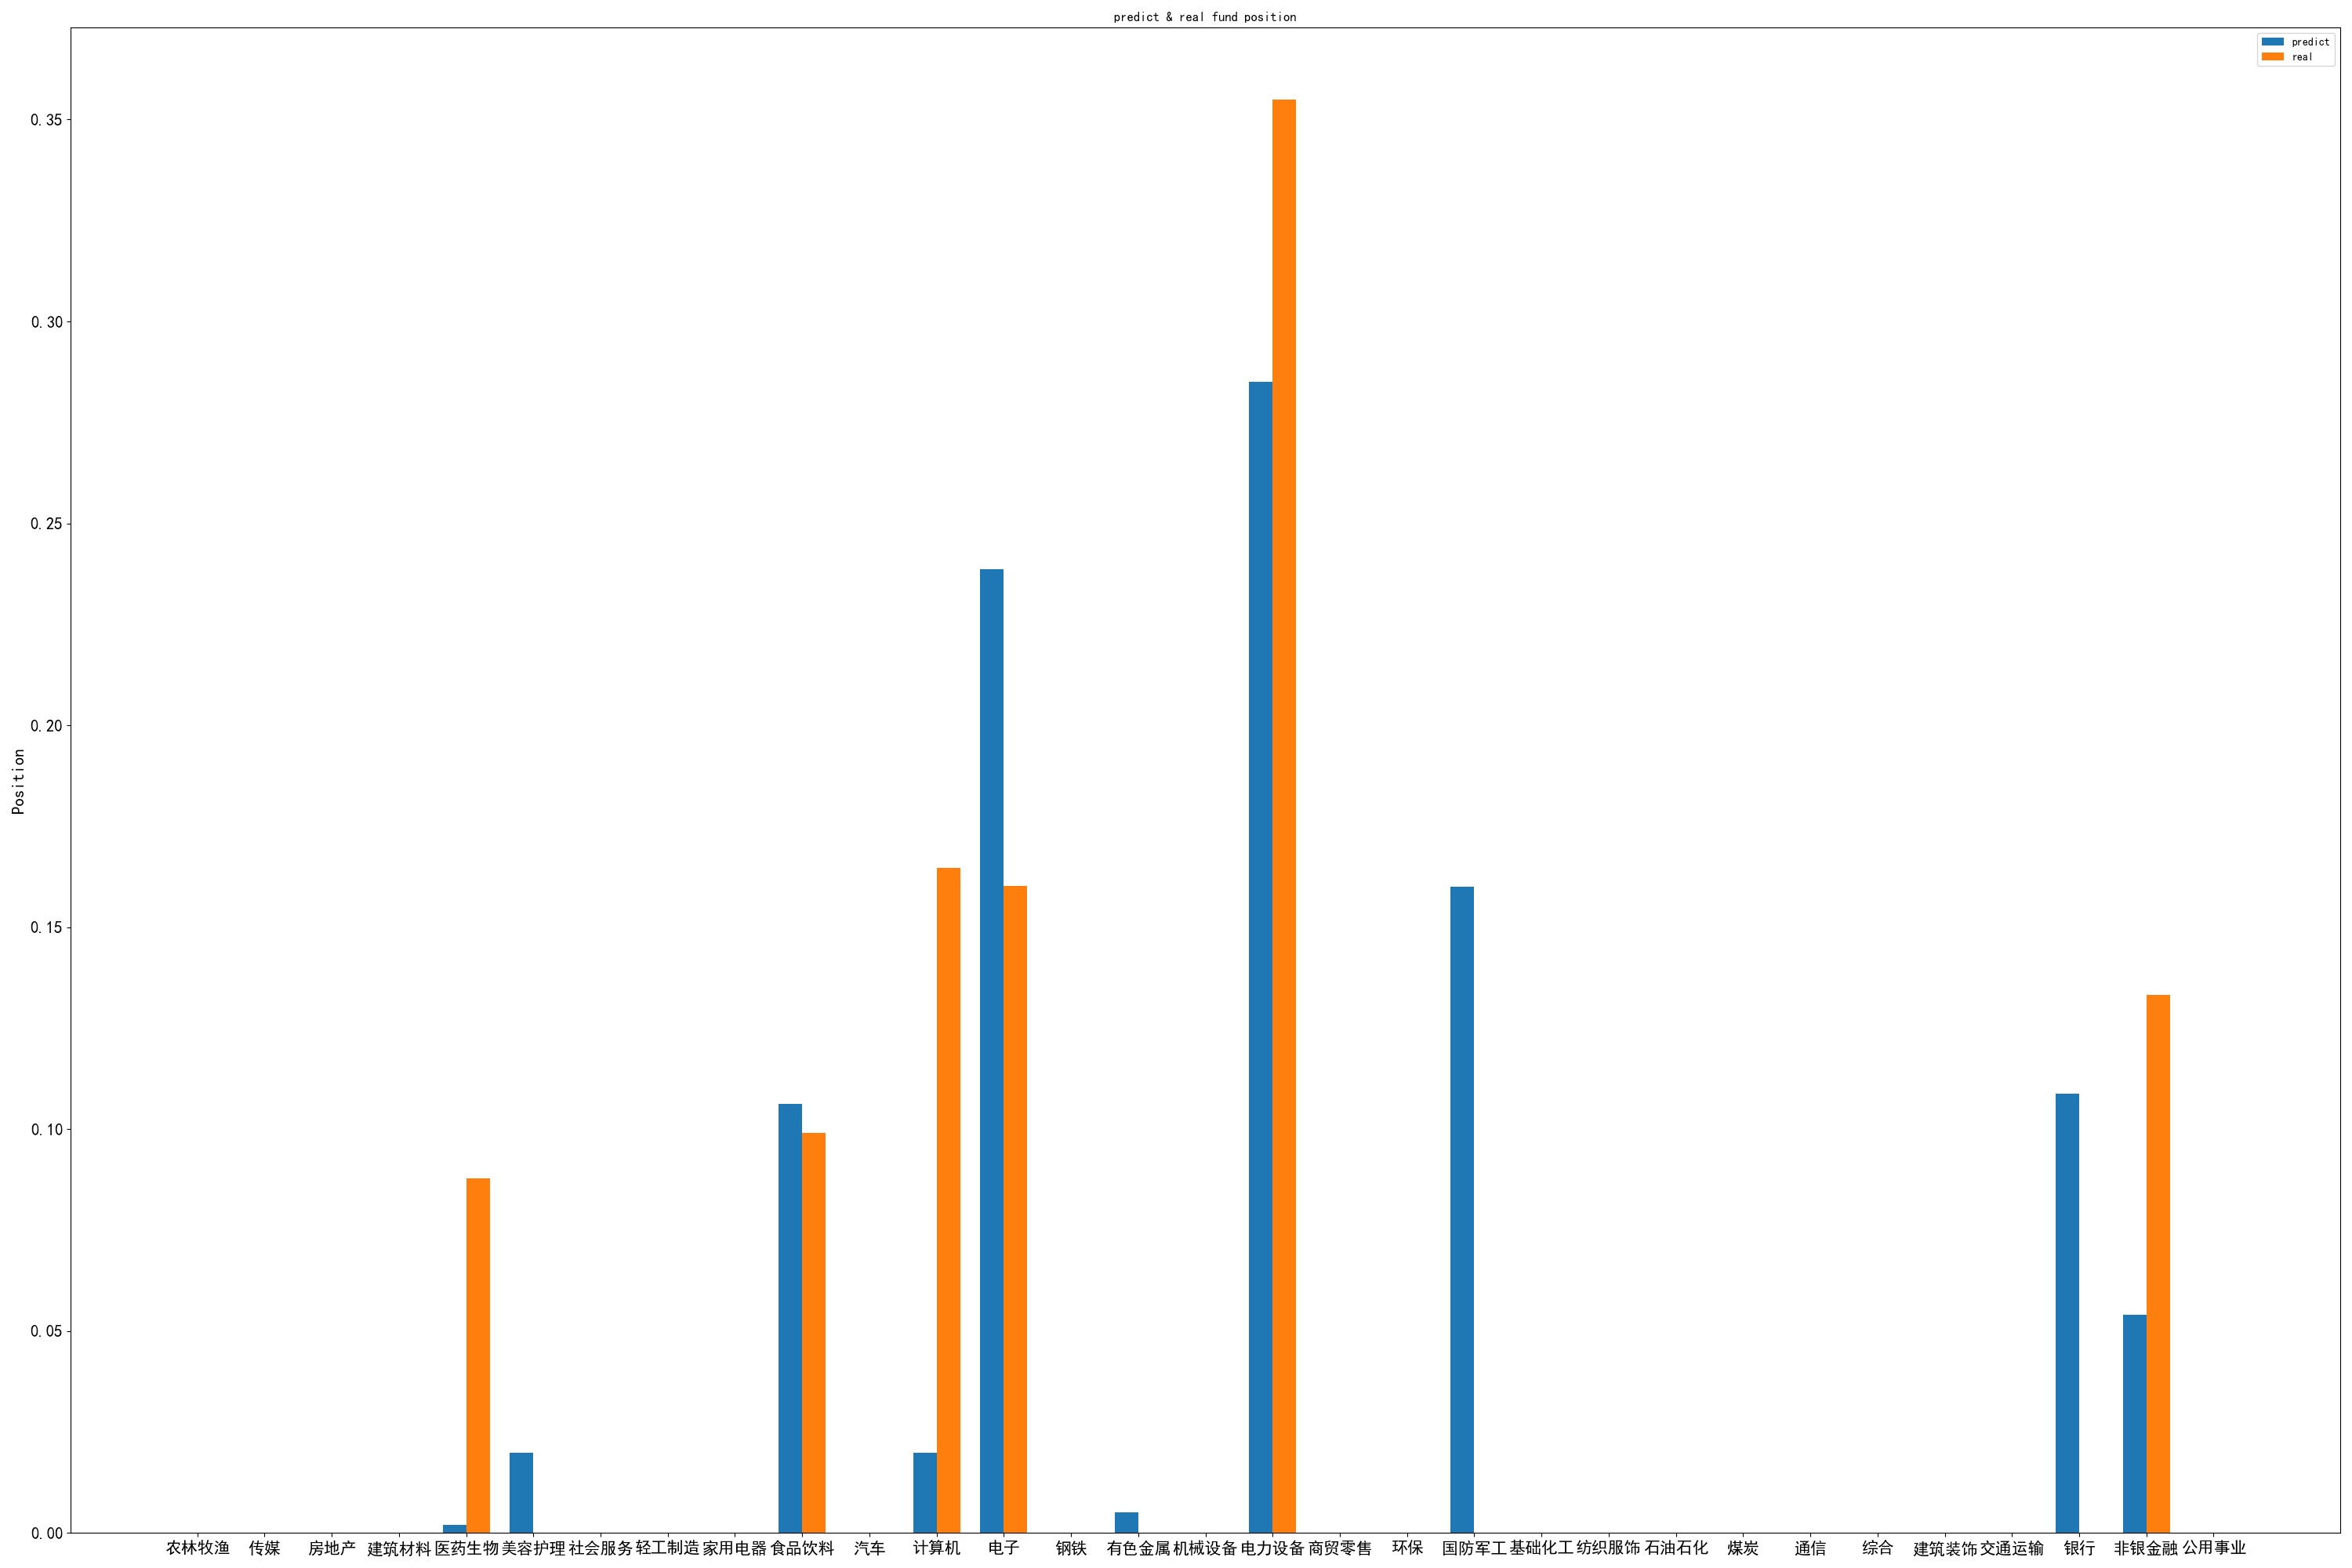 predict & real fund position
predict
real
0.35
0.30
0.25
0.20
0.15
0.10
0.05
0.00
Position
农林牧渔 传媒 房地产 建筑材料 医药生物 美容护理 社会服务 轻工制造 家用电器 食品饮料 汽车 计算机 电子 钢铁 有色金属 机械设备 电力设备 商贸零售 环保 国防军工 基础化工 纺织服饰 石油石化 煤炭 通信 综合 建筑装饰 交通运输 银行 非银金融 公用事业